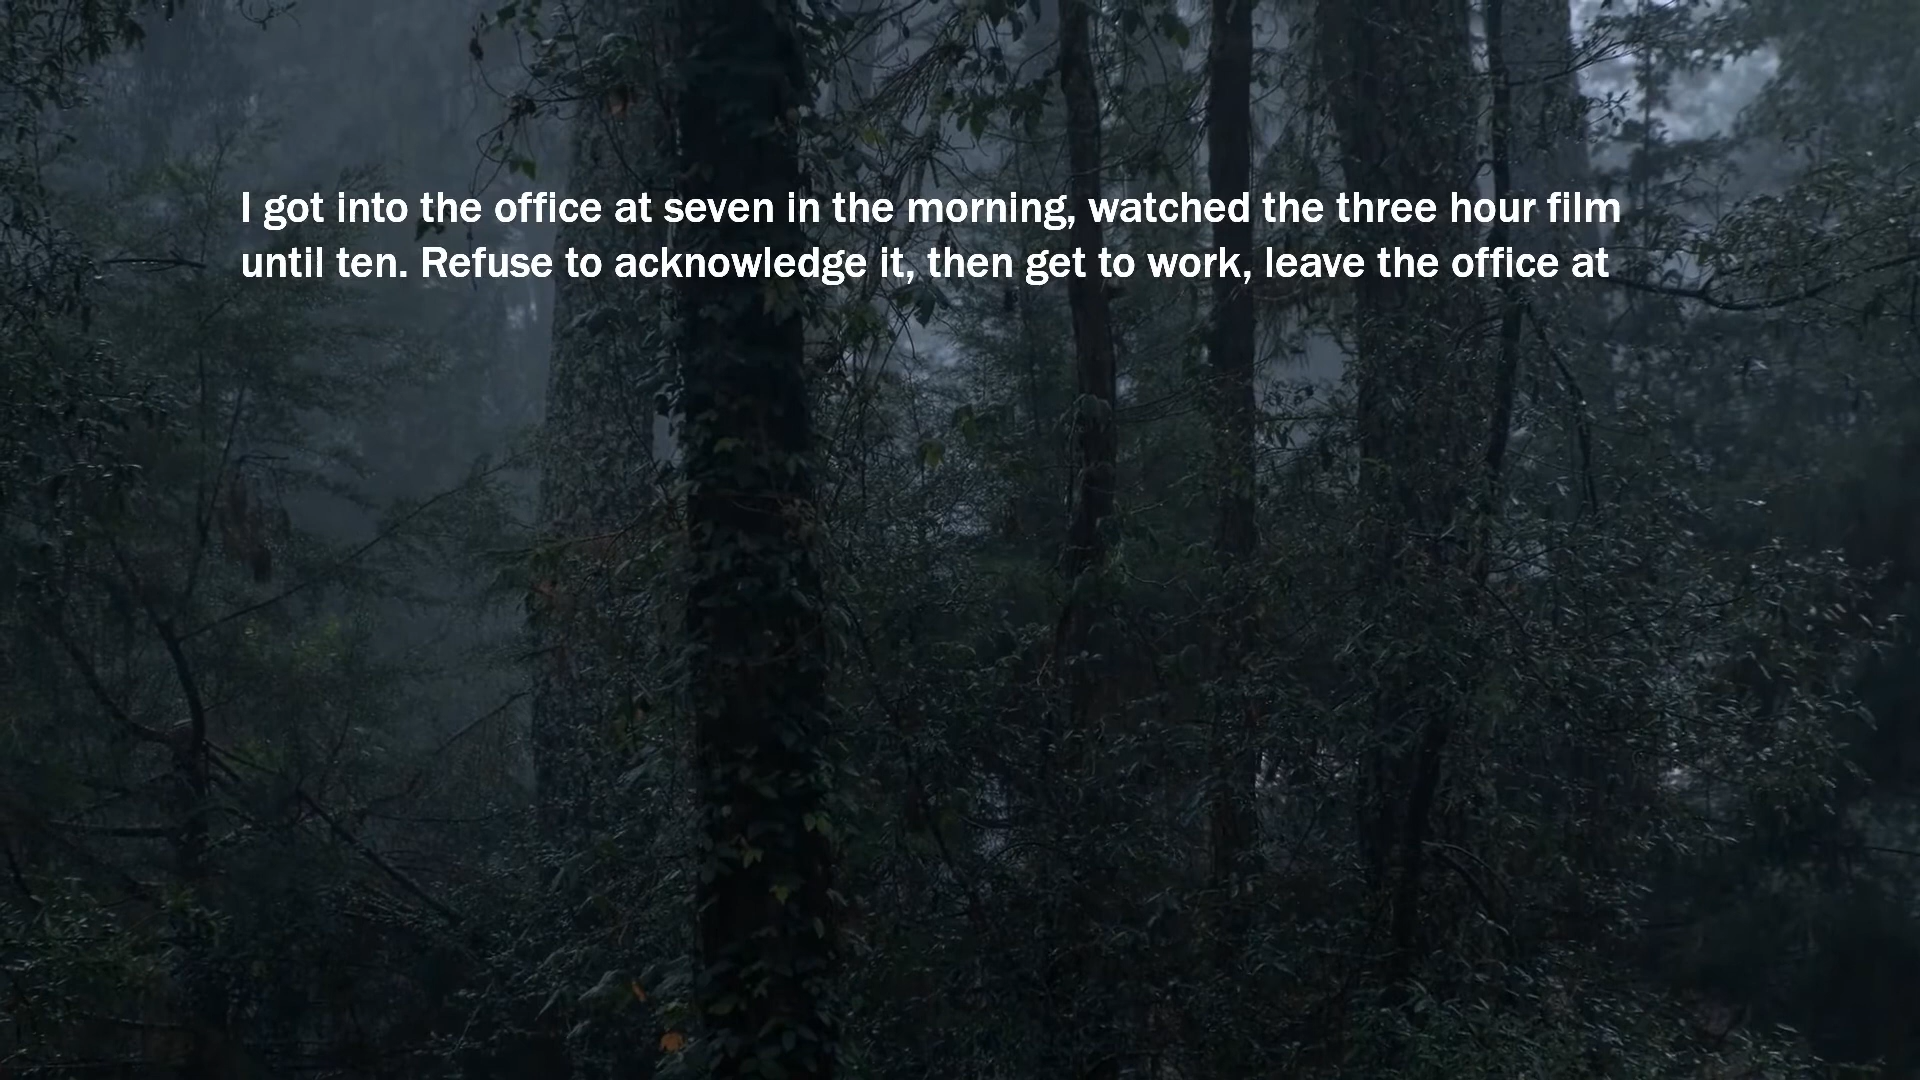 I got into the office at seven in the morning, watched the three hour film
until ten. Refuse to acknowledge it, then get to work, leave the office at